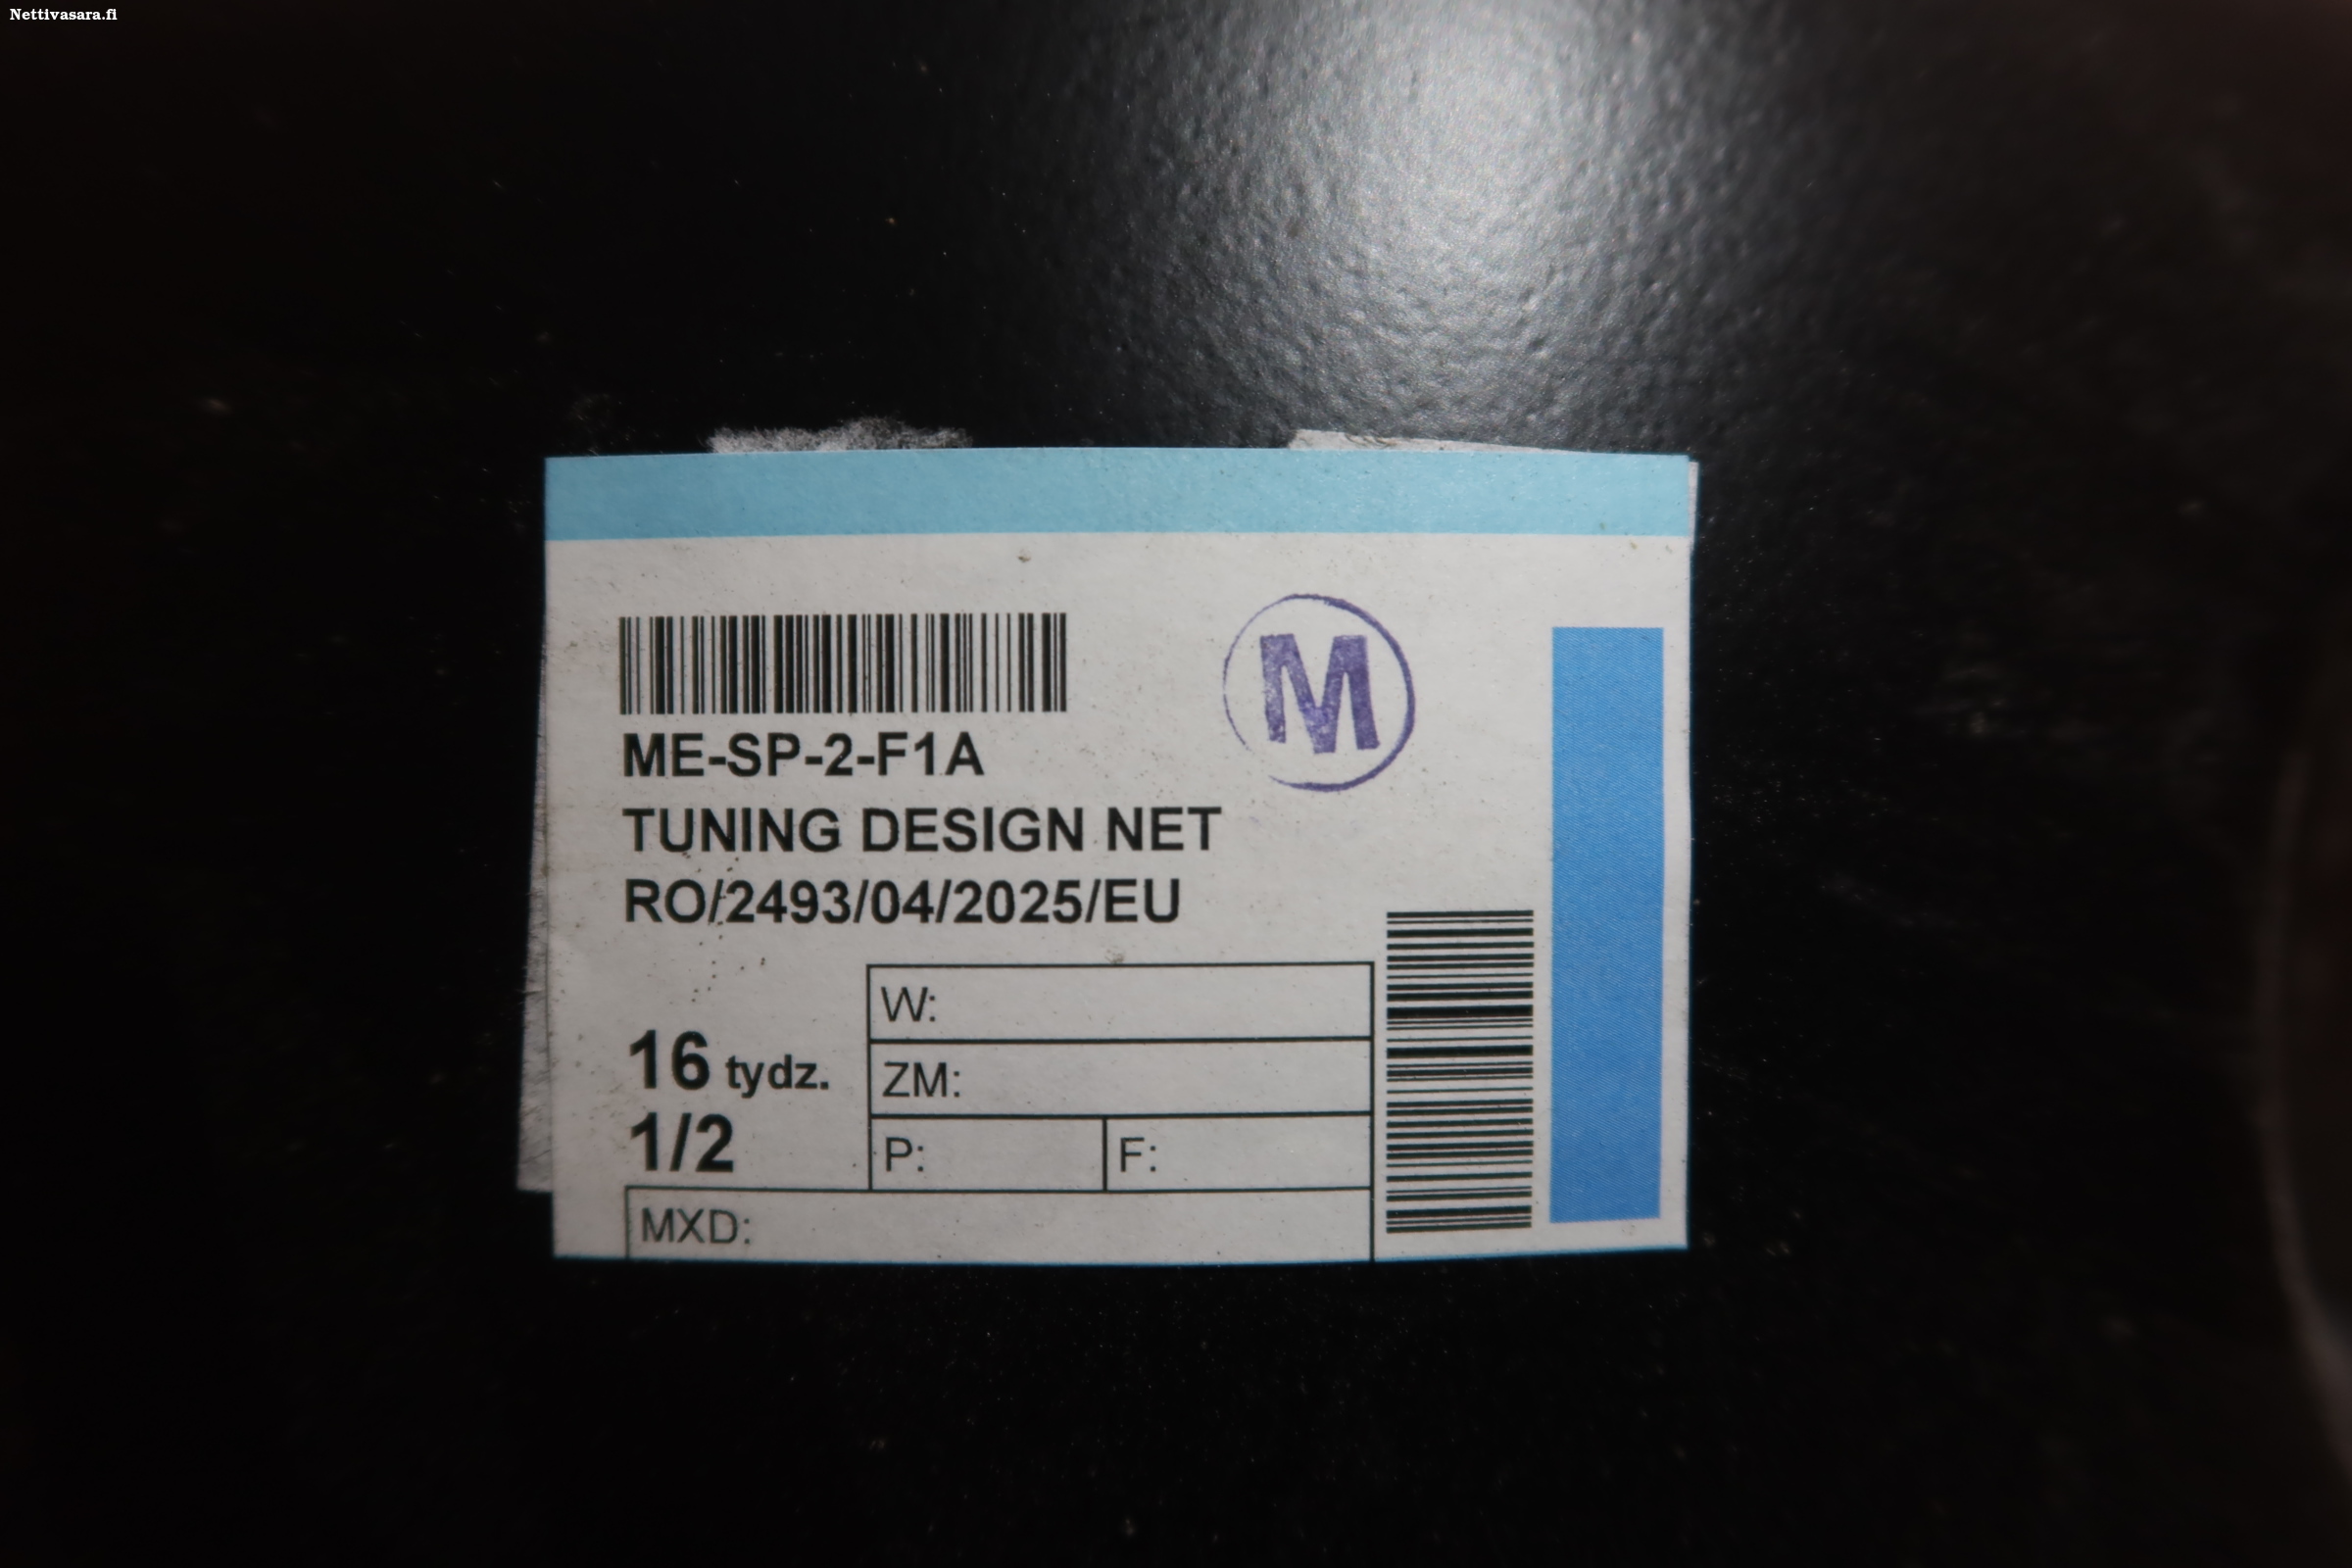 Nettivasara.fi
M
ME-SP-2-F1A
TUNING DESIGN NET
RO/2493/04/2025/EU
W:
16 tydz.
ZM:
1/2
P: F:
MXD: